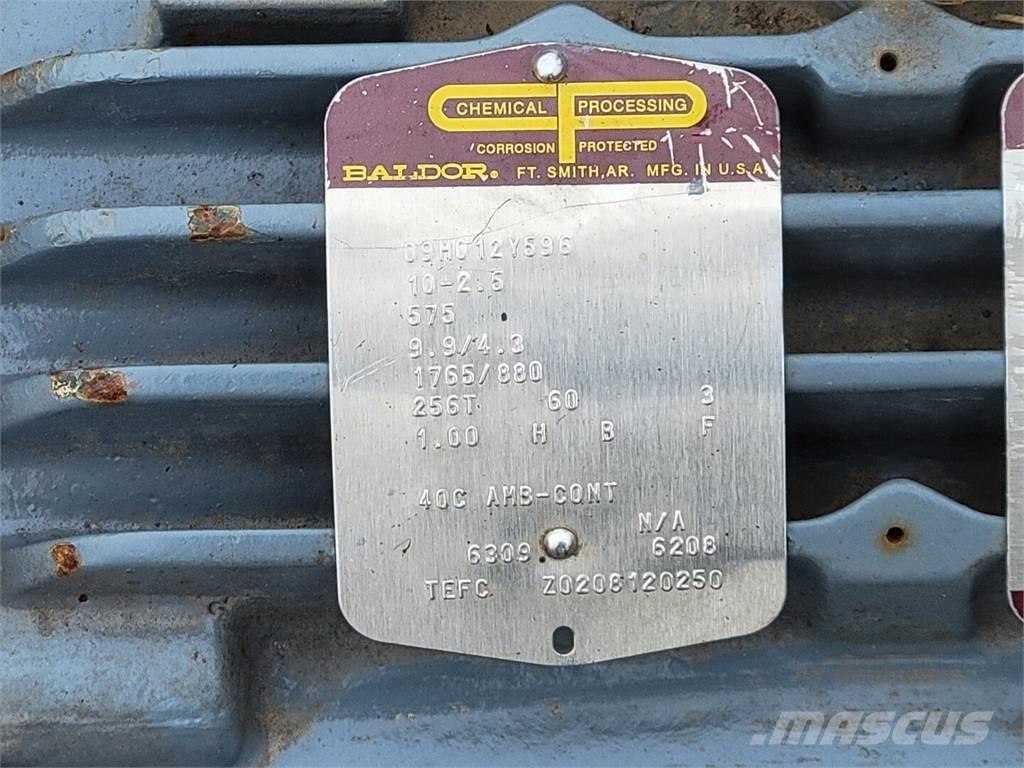 CHEMICAL PROCESSING
CORROSION PROTECTED
BALDOR® FT. SMITH, AR. MFG. IN U.S.A.
09H012Y596
10-2.5
575
9.9/4.3
1765/880
256T 60 3
1.00 H B F
40C AMB-CONT
N/A
6309 6208
TEFC Z0208120250
MASCUS